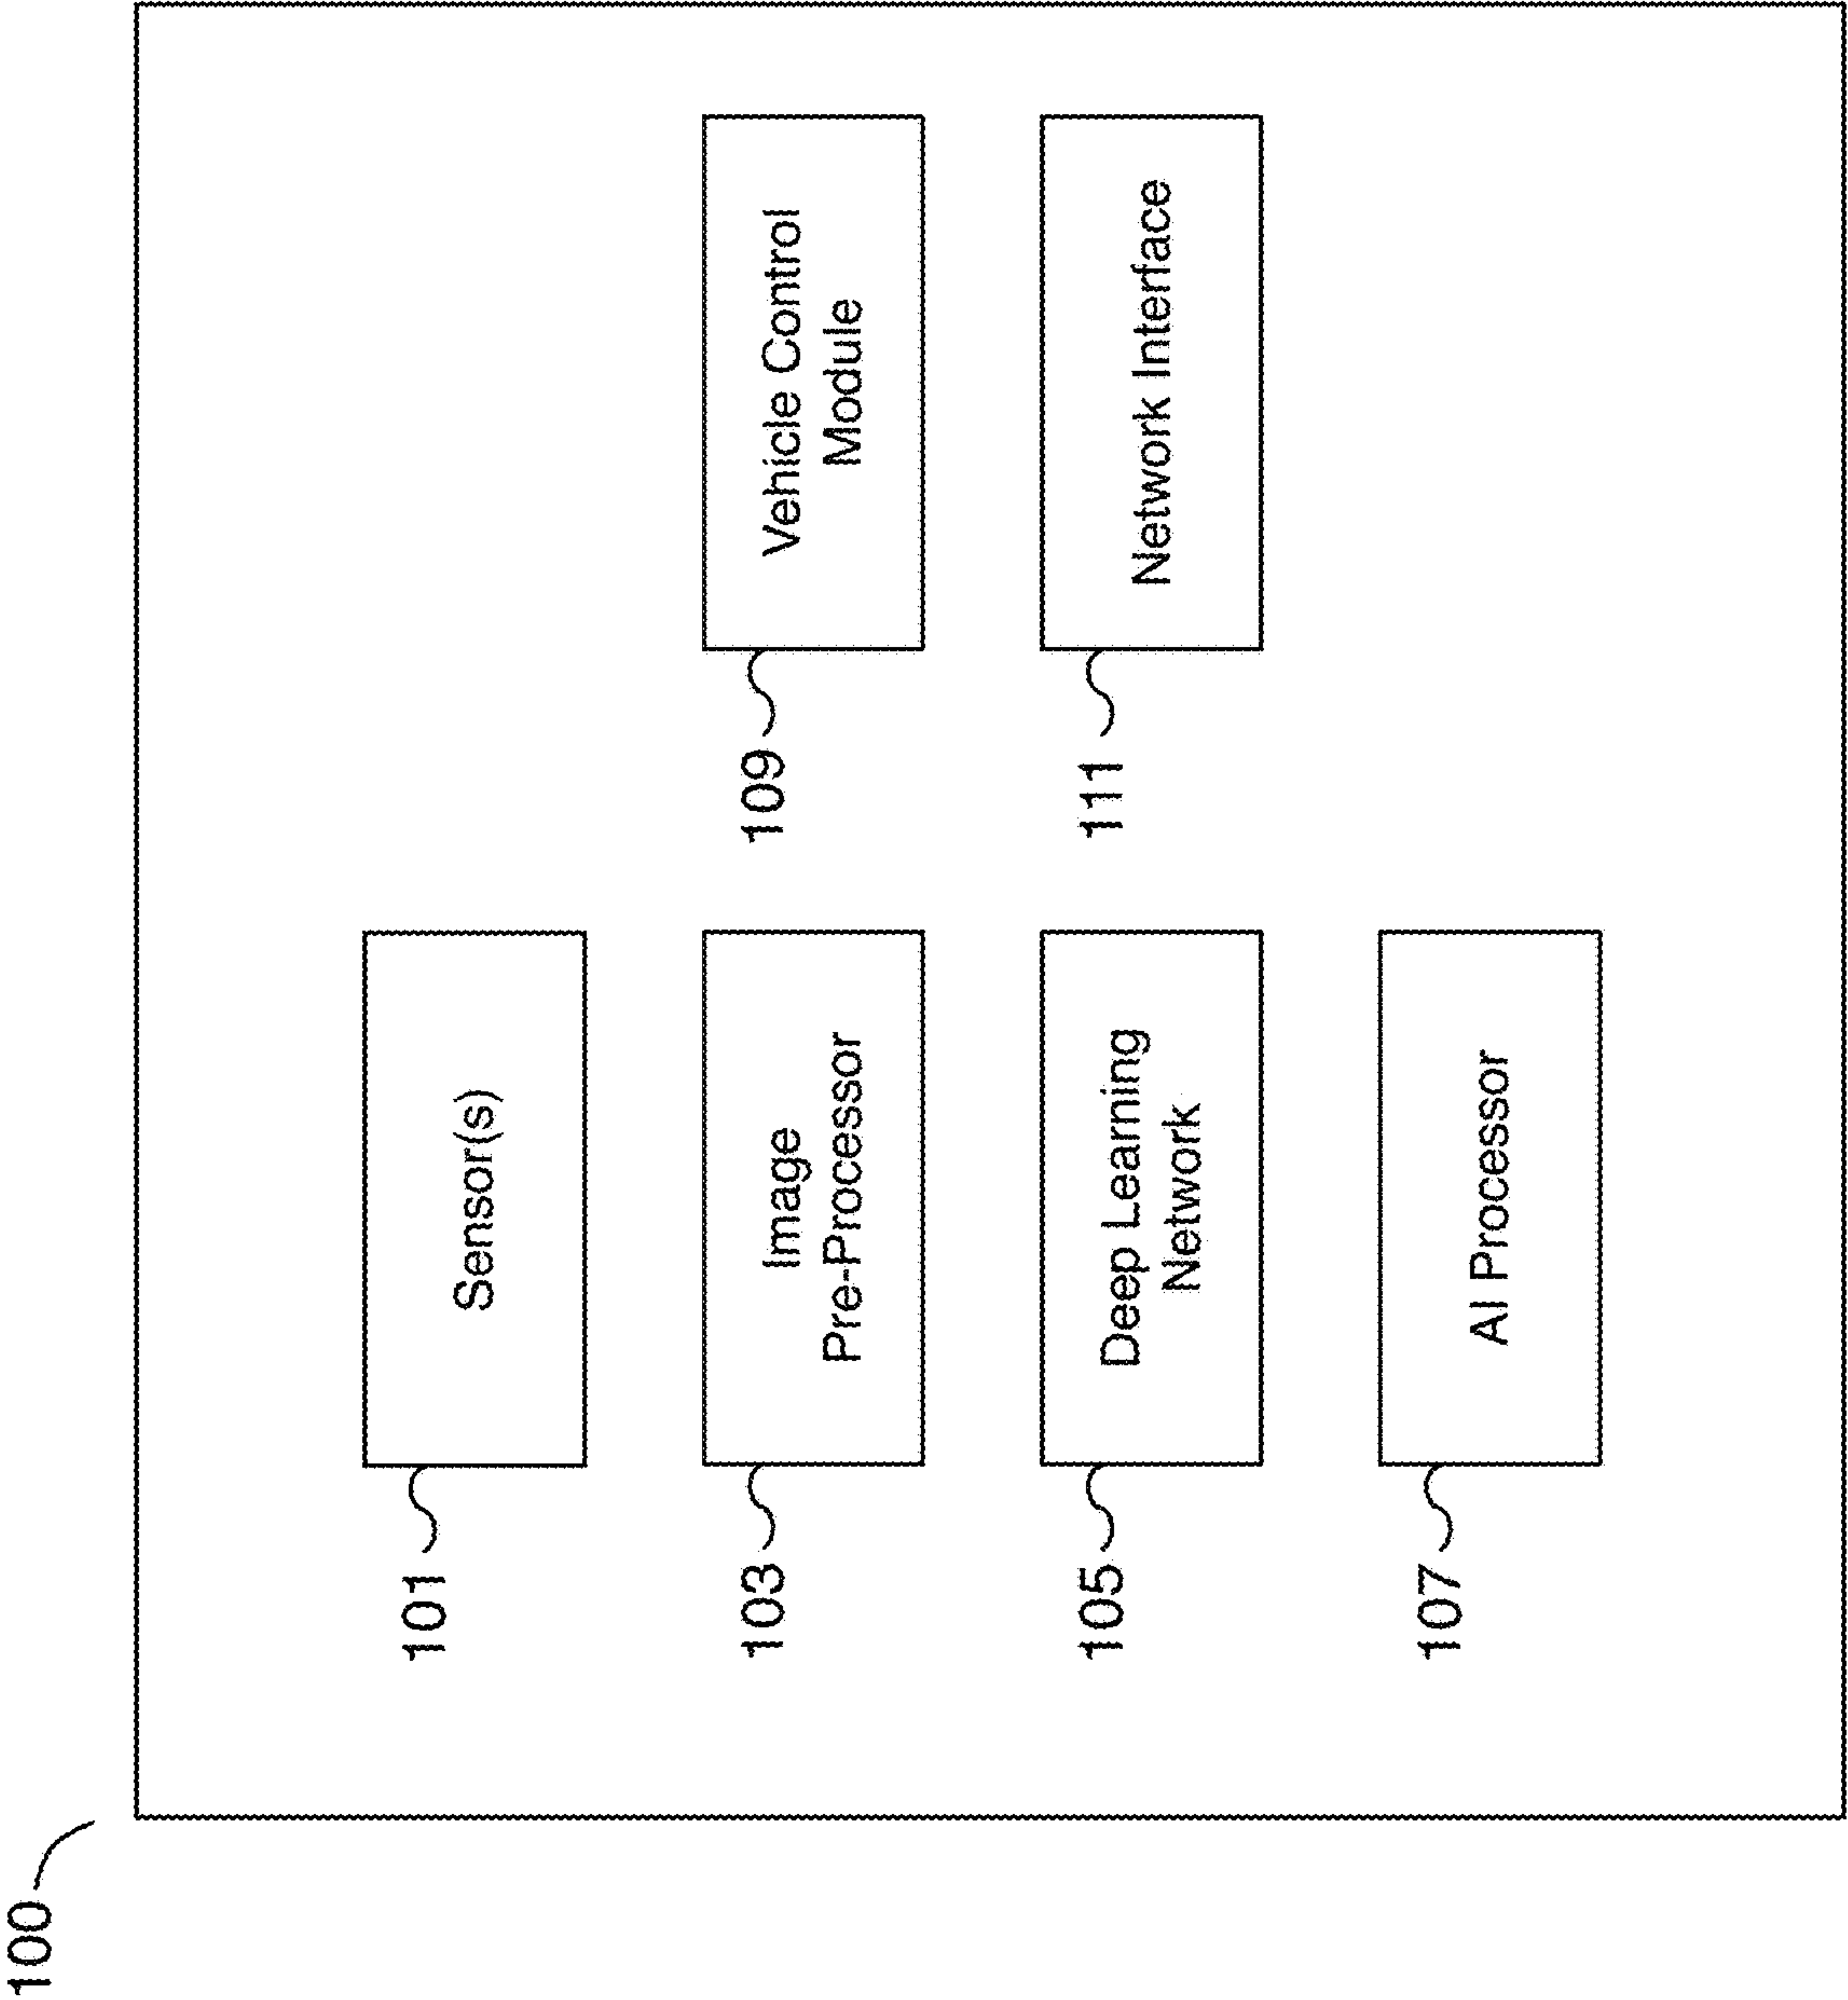 100
101
Sensor(s)
103
Image
Pre-Processor
105
Deep Learning
Network
107
AI Processor
109
Vehicle Control
Module
111
Network Interface